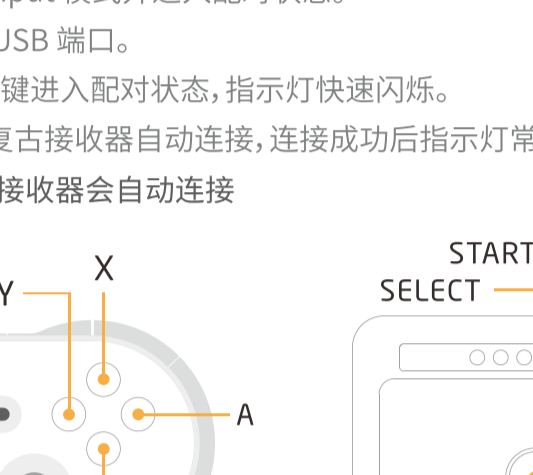 USB 端口。
键进入配对状态，指示灯快速闪烁。
复古接收器自动连接，连接成功后指示灯常
接收器会自动连接
X
Y
A
START
SELECT